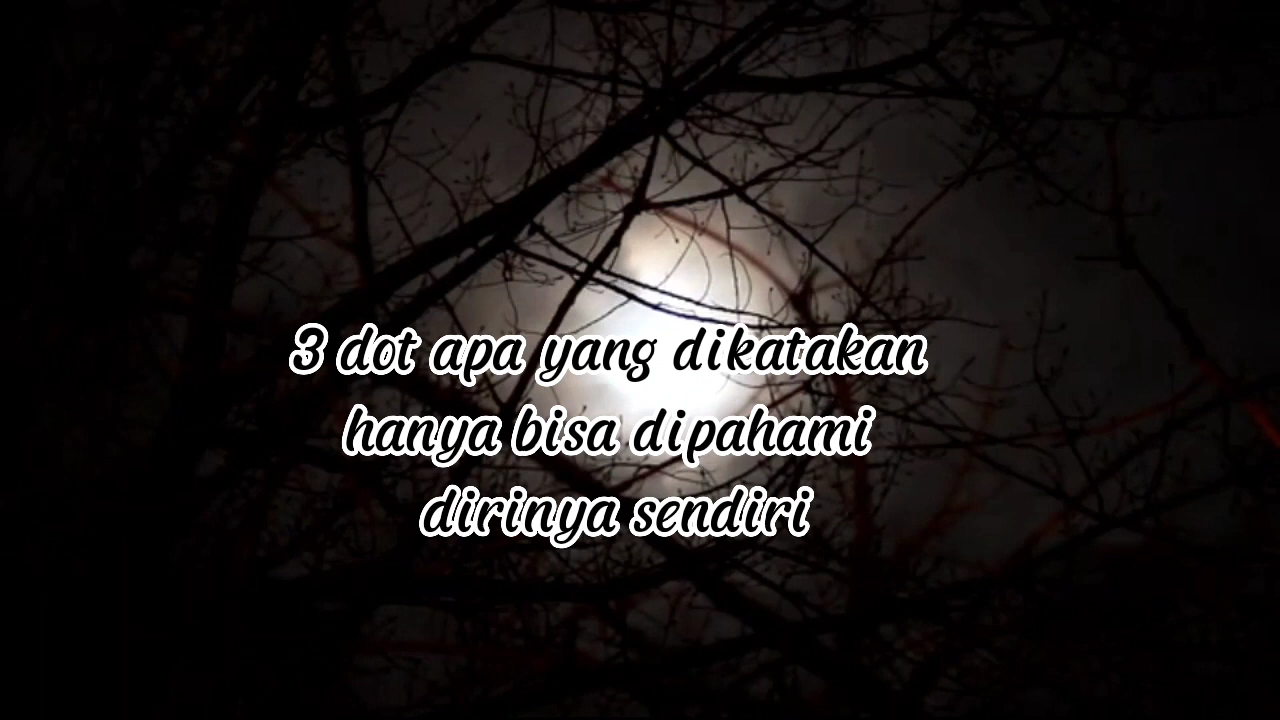 3 dot apa yang dikatakan
hanya bisa dipahami
dirinya sendiri